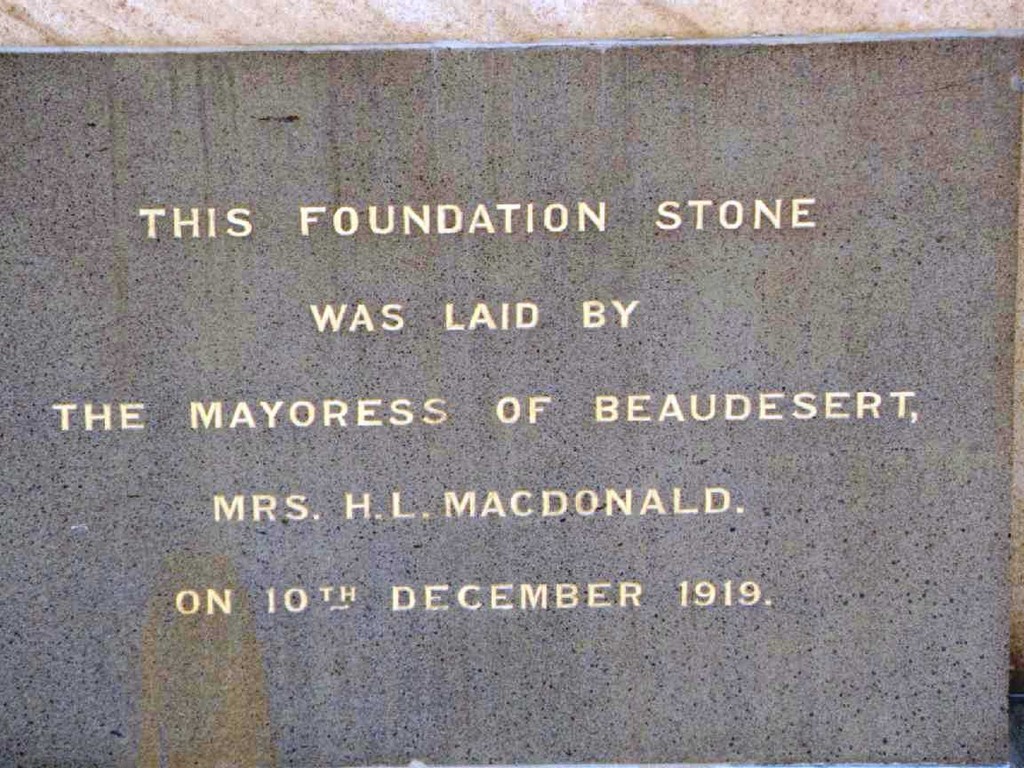 THIS FOUNDATION STONE
WAS LAID BY
THE MAYORESS OF BEAUDESERT,
MRS. H.L. MACDONALD.
ON 10TH DECEMBER 1919.